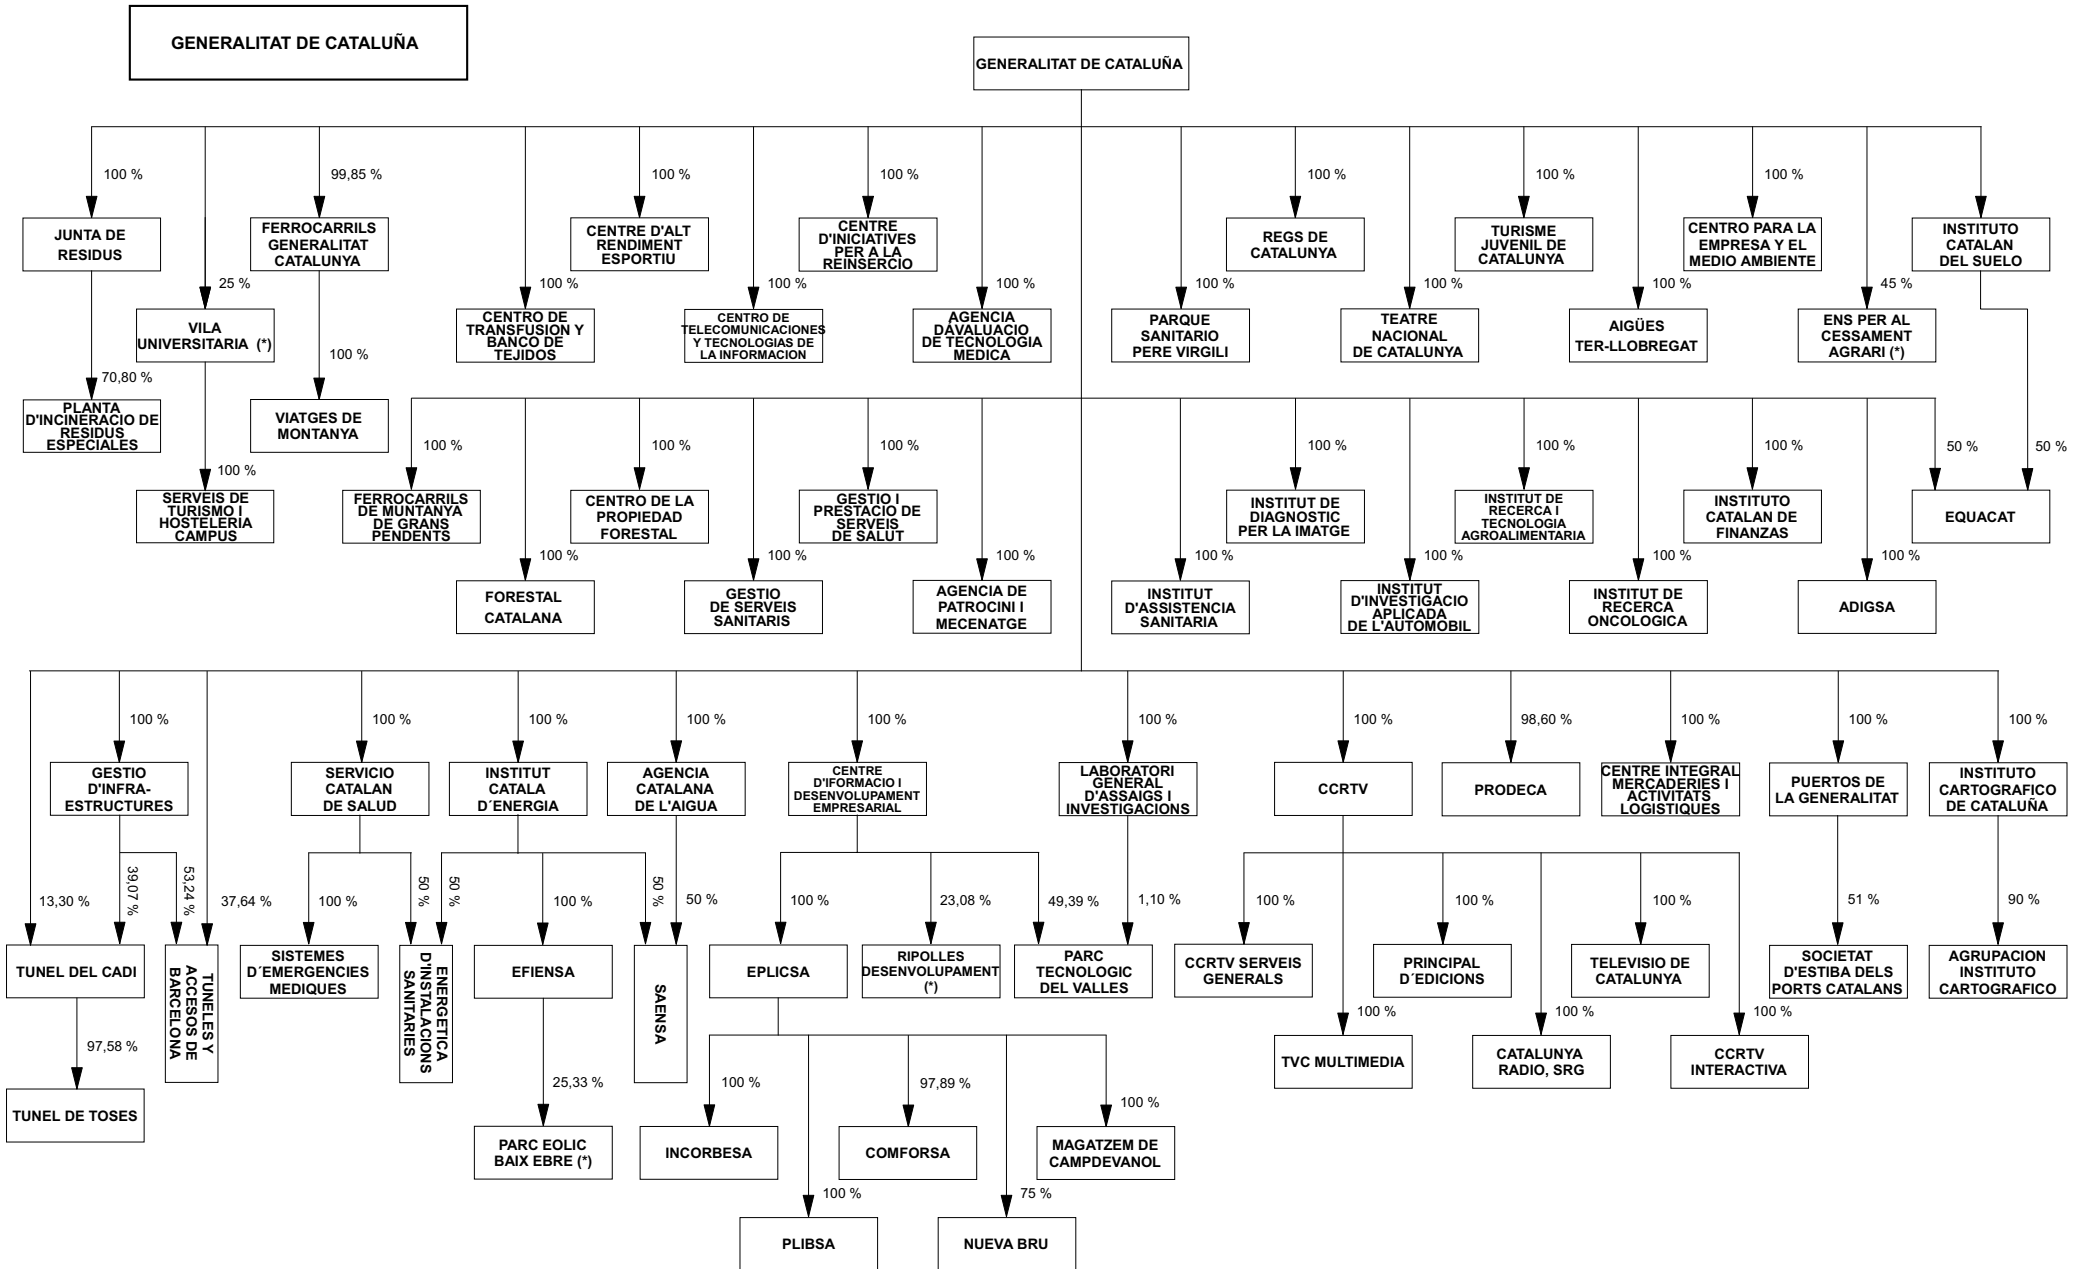 GENERALITAT DE CATALUÑA
GENERALITAT DE CATALUÑA
100 %
99,85 %
100 %
100 %
100 %
100 %
100 %
JUNTA DE
RESIDUS
FERROCARRILS
GENERALITAT
CATALUNYA
CENTRE D'ALT
RENDIMENT
ESPORTIU
CENTRE
D'INICIATIVES
PER A LA
REINSERCIO
REGS DE
CATALUNYA
TURISME
JUVENIL DE
CATALUNYA
CENTRO PARA LA
EMPRESA Y EL
MEDIO AMBIENTE
INSTITUTO
CATALAN
DEL SUELO
25 %
100 %
100 %
100 %
100 %
100 %
100 %
45 %
VILA
UNIVERSITARIA (*)
CENTRO DE
TRANSFUSION Y
BANCO DE
TEJIDOS
CENTRO DE
TELECOMUNICACIONES
Y TECNOLOGIAS DE
LA INFORMACION
AGENCIA
DÁVALUACIO
DE TECNOLOGIA
MEDICA
PARQUE
SANITARIO
PERE VIRGILI
TEATRE
NACIONAL
DE CATALUNYA
AIGÜES
TER-LLOBREGAT
ENS PER AL
CESSAMENT
AGRARI (*)
100 %
70,80 %
PLANTA
D'INCINERACIO DE
RESIDUS
ESPECIALES
VIATGES DE
MONTANYA
100 %
100 %
100 %
100 %
100 %
100 %
50 %
50 %
100 %
SERVEIS DE
TURISMO I
HOSTELERIA
CAMPUS
FERROCARRILS
DE MUNTANYA
DE GRANS
PENDENTS
CENTRO DE LA
PROPIEDAD
FORESTAL
GESTIO I
PRESTACIO DE
SERVEIS
DE SALUT
INSTITUT DE
DIAGNOSTIC
PER LA IMATGE
INSTITUT DE
RECERCA I
TECNOLOGIA
AGROALIMENTARIA
INSTITUTO
CATALAN DE
FINANZAS
EQUACAT
100 %
100 %
100 %
100 %
100 %
100 %
100 %
FORESTAL
CATALANA
GESTIO
DE SERVEIS
SANITARIS
AGENCIA DE
PATROCINI I
MECENATGE
INSTITUT
D'ASSISTENCIA
SANITARIA
INSTITUT
D'INVESTIGACIO
APLICADA
DE L'AUTOMOBIL
INSTITUT DE
RECERCA
ONCOLOGICA
ADIGSA
100 %
100 %
100 %
100 %
100 %
100 %
100 %
98,60 %
100 %
100 %
100 %
GESTIO
D'INFRA-
ESTRUCTURES
SERVICIO
CATALAN
DE SALUD
INSTITUT
CATALA
D´ENERGIA
AGENCIA
CATALANA
DE L'AIGUA
CENTRE
D'IFORMACIO I
DESENVOLUPAMENT
EMPRESARIAL
LABORATORI
GENERAL
D'ASSAIGS I
INVESTIGACIONS
CCRTV
PRODECA
CENTRE INTEGRAL
MERCADERIES I
ACTIVITATS
LOGISTIQUES
PUERTOS DE
LA GENERALITAT
INSTITUTO
CARTOGRAFICO
DE CATALUÑA
13,30 %
39,07 %
53,24 %
37,64 %
100 %
50 %
50 %
100 %
50 %
50 %
100 %
23,08 %
49,39 %
1,10 %
100 %
100 %
100 %
51 %
90 %
TUNEL DEL CADI
TUNELES Y
ACCESOS DE
BARCELONA
SISTEMES
D´EMERGENCIES
MEDIQUES
ENERGETICA
D'INSTALACIONS
SANITARIES
EFIENSA
SAENSA
EPLICSA
RIPOLLES
DESENVOLUPAMENT
(*)
PARC
TECNOLOGIC
DEL VALLES
CCRTV SERVEIS
GENERALS
PRINCIPAL
D´EDICIONS
TELEVISIO DE
CATALUNYA
SOCIETAT
D'ESTIBA DELS
PORTS CATALANS
AGRUPACION
INSTITUTO
CARTOGRAFICO
100 %
100 %
100 %
TVC MULTIMEDIA
CATALUNYA
RADIO, SRG
CCRTV
INTERACTIVA
97,58 %
25,33 %
100 %
97,89 %
100 %
TUNEL DE TOSES
PARC EOLIC
BAIX EBRE (*)
INCORBESA
COMFORSA
MAGATZEM DE
CAMPDEVANOL
100 %
75 %
PLIBSA
NUEVA BRU